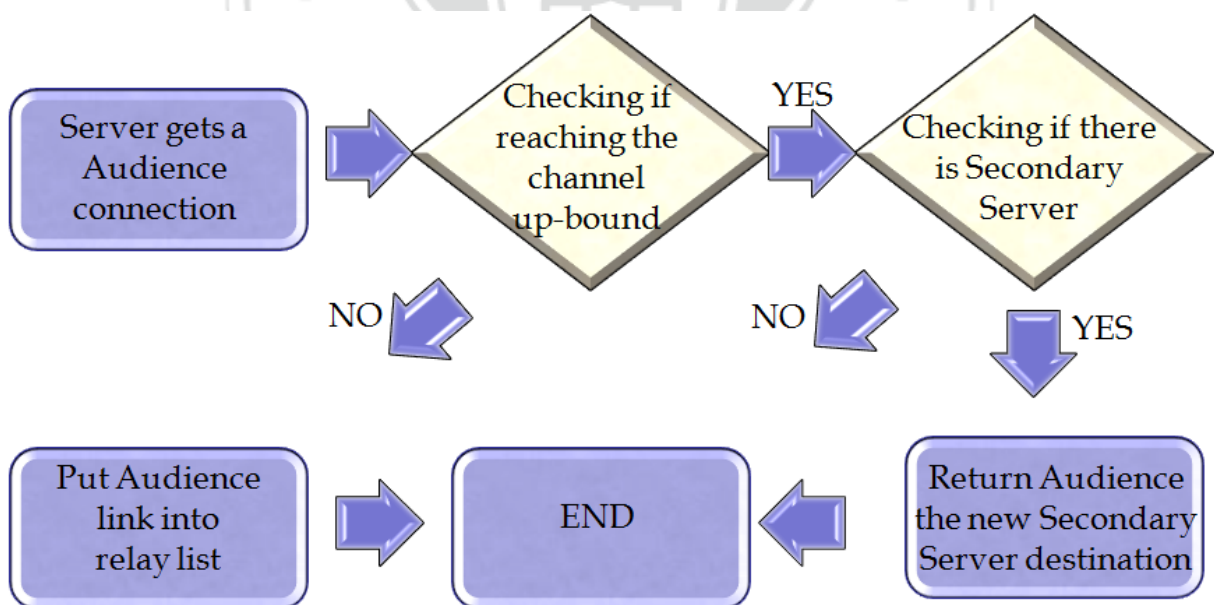 Server gets a
Audience
connection
Checking if
reaching the
channel
up-bound
YES
Checking if there
is Secondary
Server
NO
NO
YES
Put Audience
link into
relay list
END
Return Audience
the new Secondary
Server destination